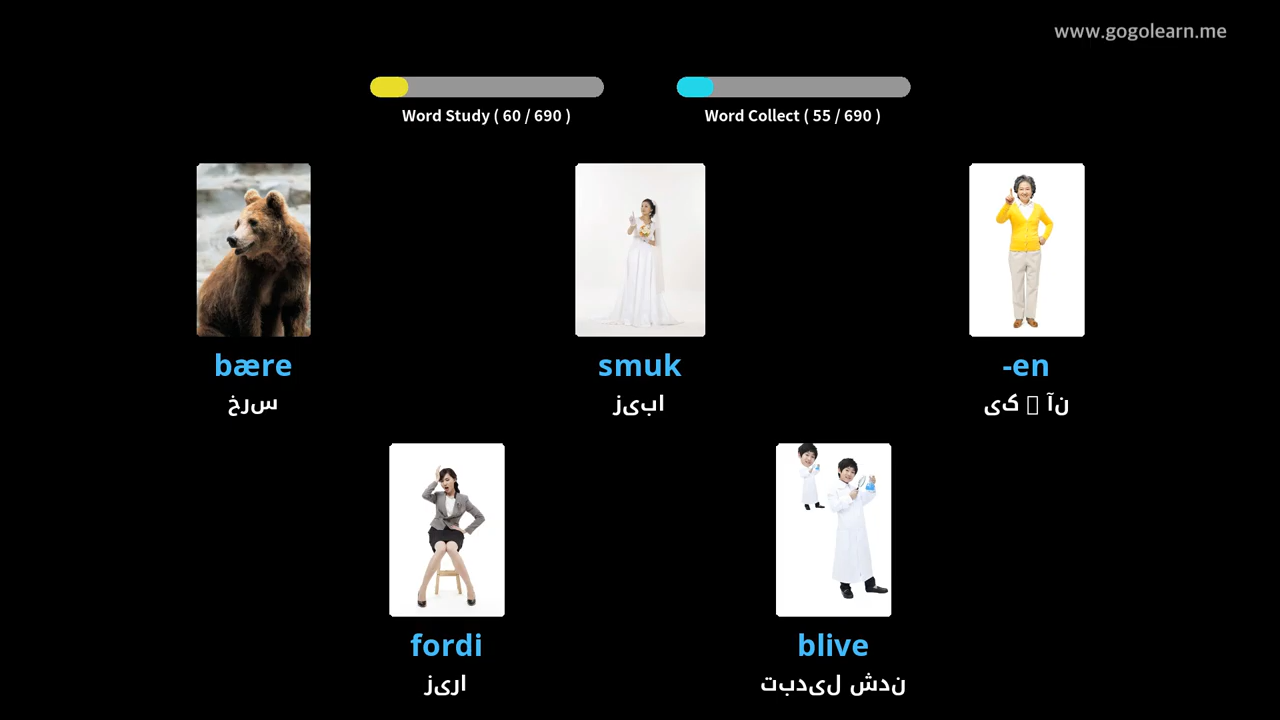 www.gogolearn.me
Word Study ( 60 / 690 )
Word Collect ( 55 / 690 )
bære
سرخ
smuk
ابیز
-en
نآ ▯ کی
fordi
اریز
blive
ندش لیدبت